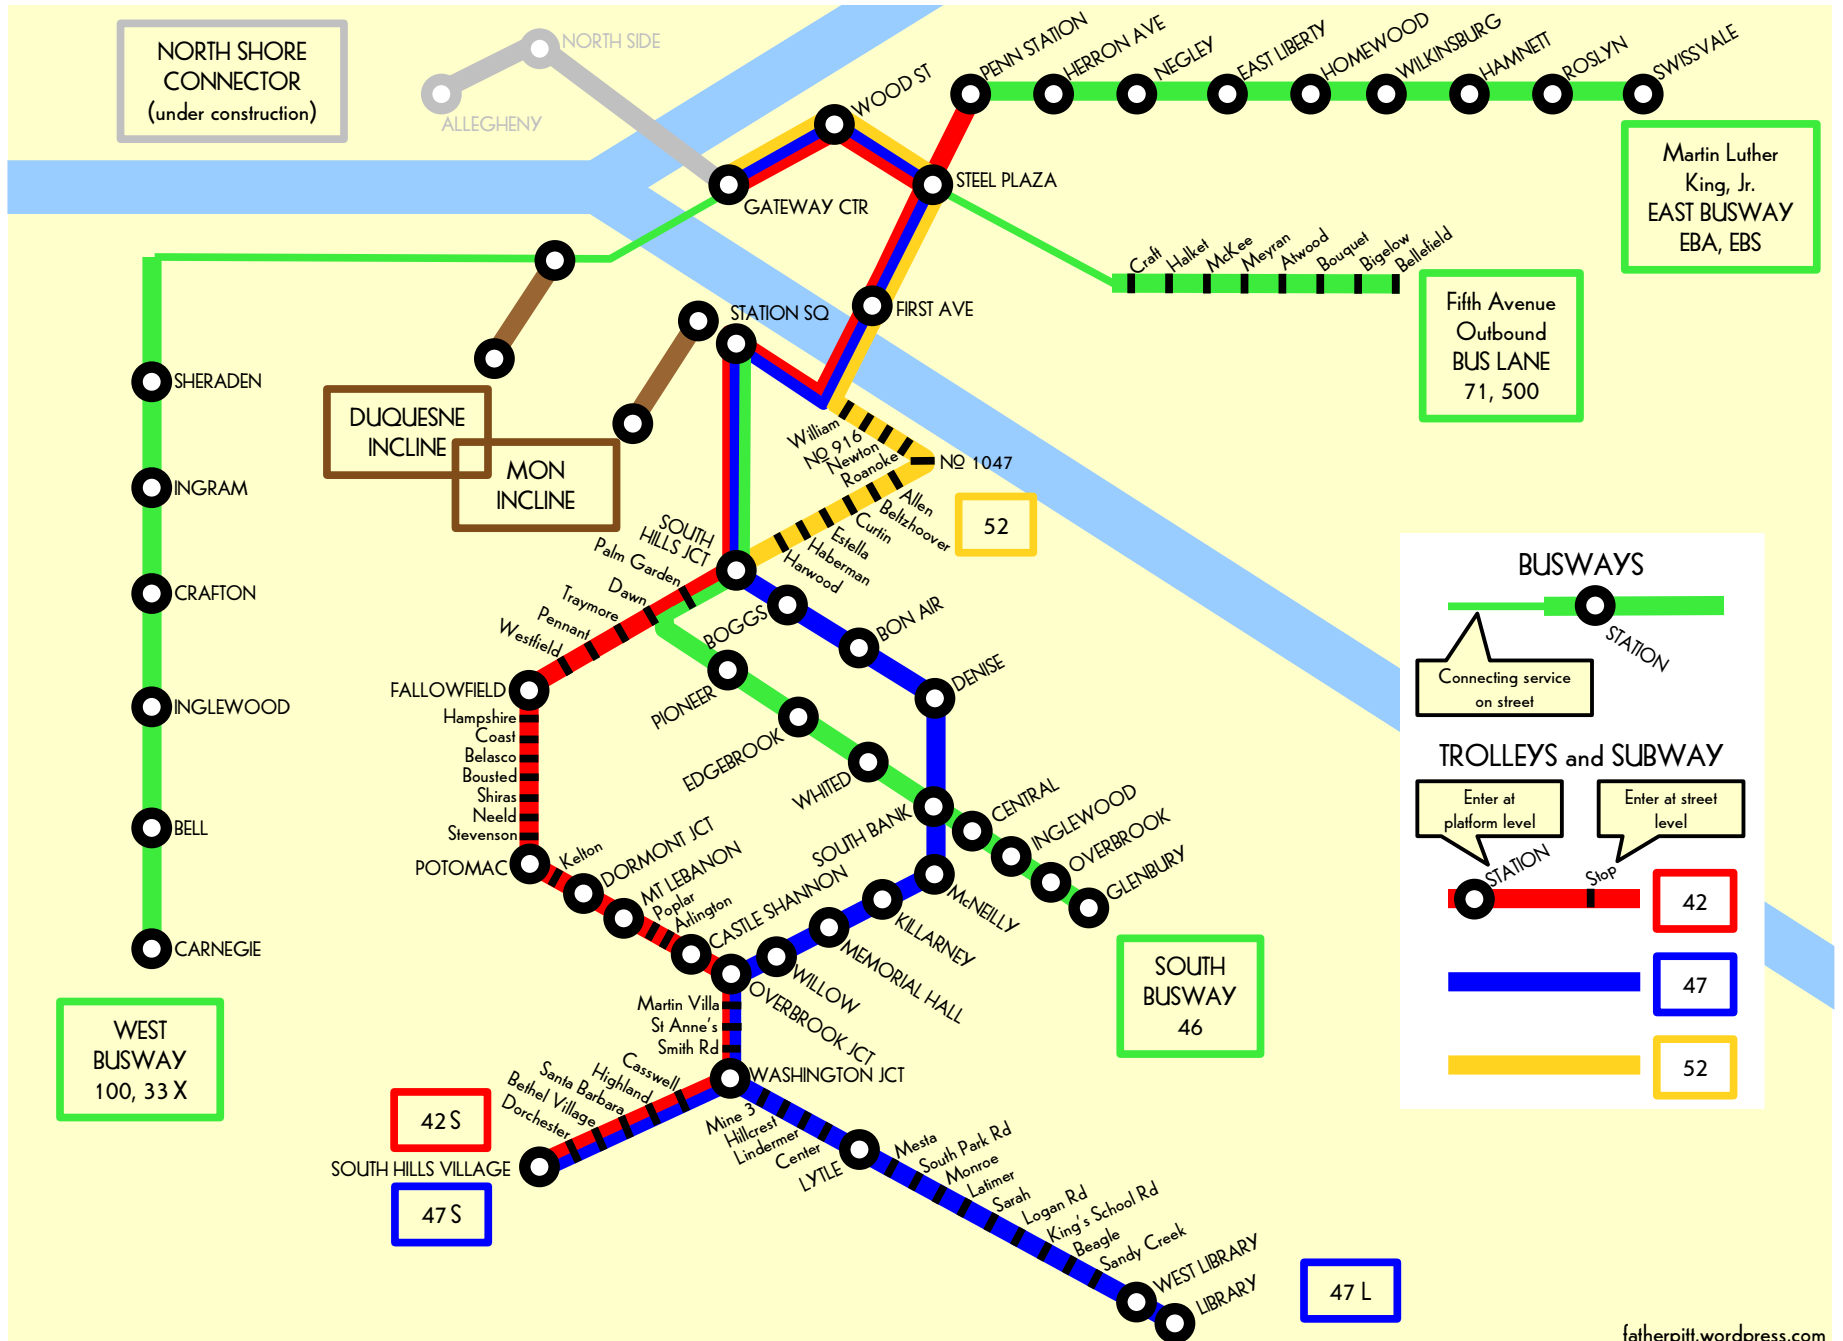 NORTH SHORE
CONNECTOR
(under construction)
NORTH SIDE
ALLEGHENY
WOOD ST
GATEWAY CTR
STEEL PLAZA
PENN STATION
HERRON AVE
NEGLEY
EAST LIBERTY
HOMEWOOD
WILKINSBURG
HAMNETT
ROSLYN
SWISSVALE
Martin Luther
King, Jr.
EAST BUSWAY
EBA, EBS
Craft
Halket
McKee
Meyran
Atwood
Bouquet
Bigelow
Bellefield
Fifth Avenue
Outbound
BUS LANE
71, 500
STATION SQ
FIRST AVE
SHERADEN
INGRAM
CRAFTON
INGLEWOOD
BELL
CARNEGIE
WEST
BUSWAY
100, 33 X
DUQUESNE
INCLINE
MON
INCLINE
William
Nº 916
Newton
Roanoke
Nº 1047
Allen
Beltzhoover
Curtin
Estella
Haberman
Harwood
52
SOUTH
HILLS JCT
Palm Garden
Dawn
Traymore
Pennant
Westfield
FALLOWFIELD
Hampshire
Coast
Belasco
Bousted
Shiras
Neeld
Stevenson
POTOMAC
Kelton
DORMONT JCT
MT LEBANON
Poplar
Arlington
CASTLE SHANNON
OVERBROOK JCT
BOGGS
BON AIR
DENISE
PIONEER
EDGEBROOK
WHITED
SOUTH BANK
CENTRAL
INGLEWOOD
OVERBROOK
GLENBURY
McNEILLY
KILLARNEY
MEMORIAL HALL
WILLOW
SOUTH
BUSWAY
46
Martin Villa
St Anne's
Smith Rd
WASHINGTON JCT
Casswell
Highland
Santa Barbara
Bethel Village
Dorchester
SOUTH HILLS VILLAGE
42 S
47 S
Mine 3
Hillcrest
Lindermer
Center
LYTLE
Mesta
South Park Rd
Monroe
Latimer
Sarah
Logan Rd
King's School Rd
Beagle
Sandy Creek
WEST LIBRARY
LIBRARY
47 L
BUSWAYS
STATION
Connecting service
on street
TROLLEYS and SUBWAY
Enter at
platform level
Enter at street
level
STATION
Stop
42
47
52
fatherpitt.wordpress.com